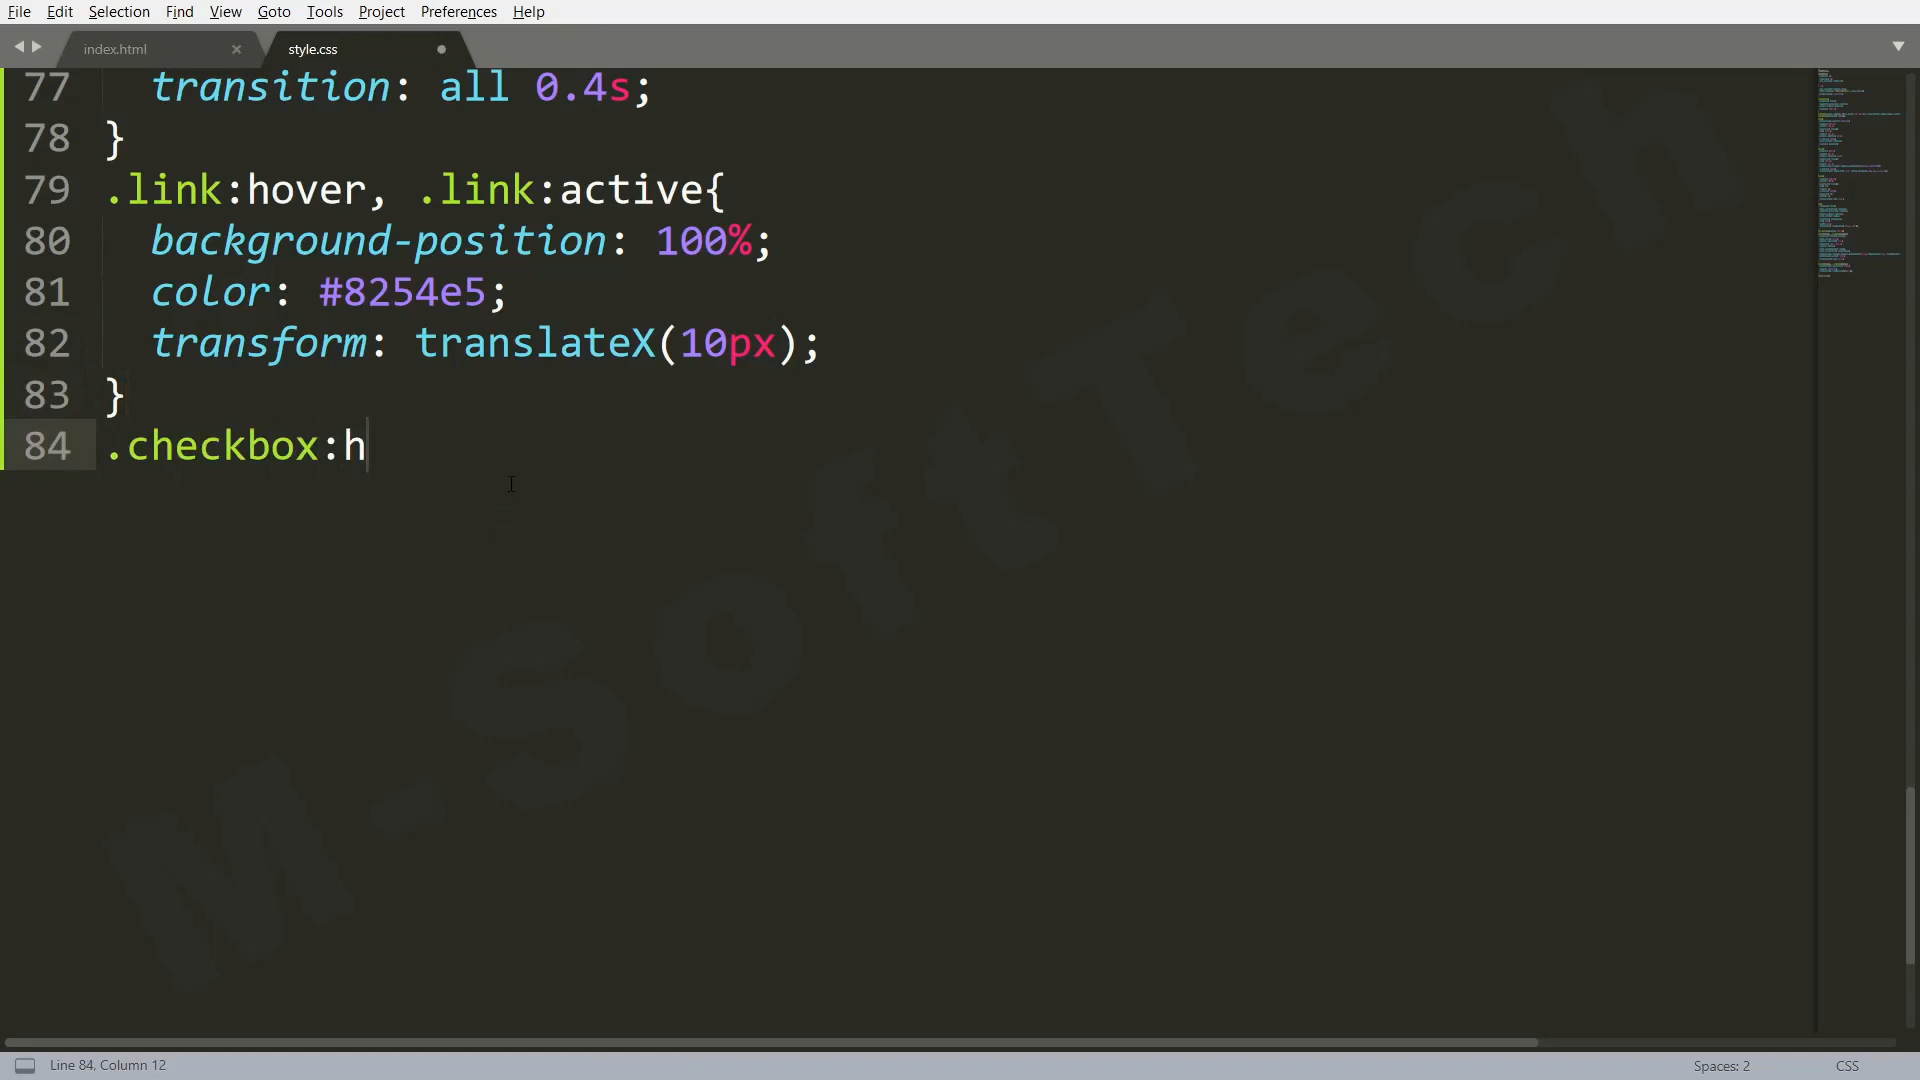 File Edit Selection Find View Goto Tools Project Preferences Help
index.html × style.css
77 transition: all 0.4s;
78 }
79 .link:hover, .link:active{
80 background-position: 100%;
81 color: #8254e5;
82 transform: translateX(10px);
83 }
84 .checkbox:h
M-SoftTech
Line 84, Column 12 Spaces: 2 CSS